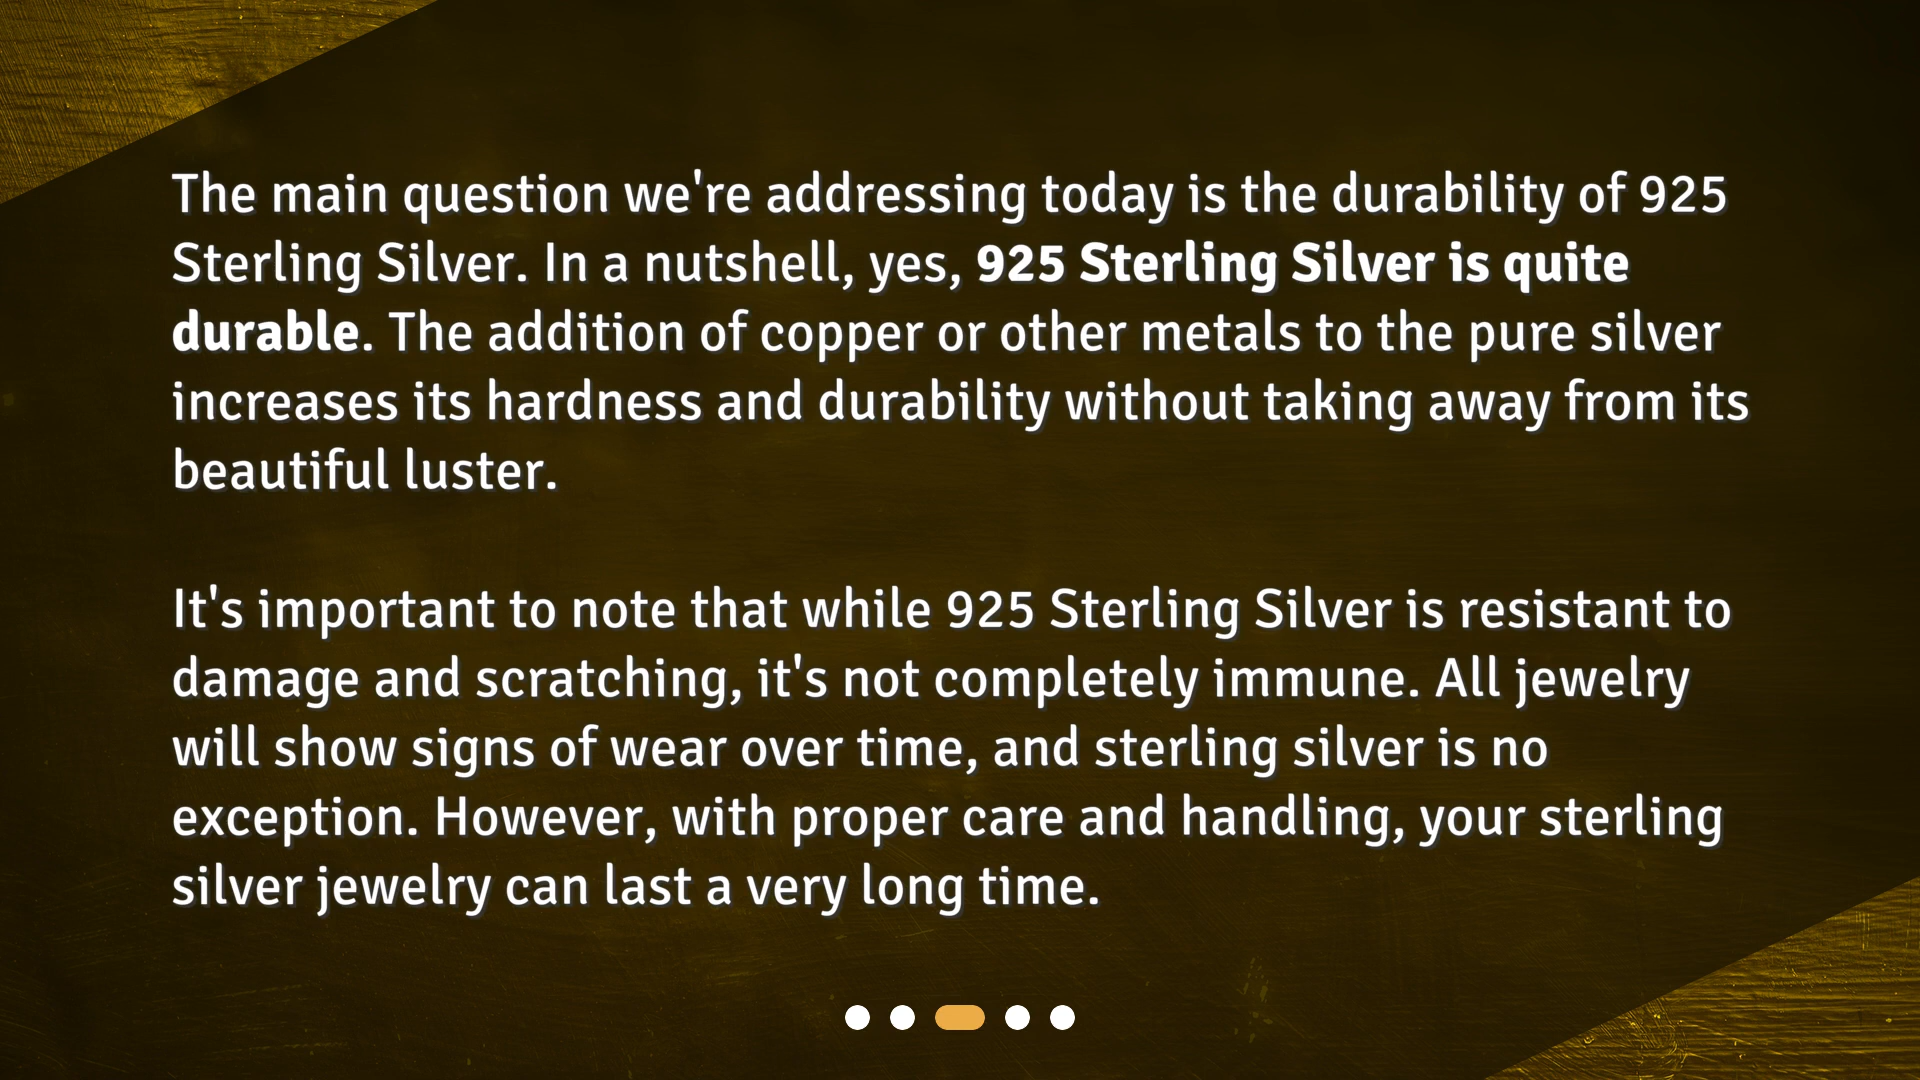 The main question we're addressing today is the durability of 925
Sterling Silver. In a nutshell, yes, 925 Sterling Silver is quite
durable. The addition of copper or other metals to the pure silver
increases its hardness and durability without taking away from its
beautiful luster.
It's important to note that while 925 Sterling Silver is resistant to
damage and scratching, it's not completely immune. All jewelry
will show signs of wear over time, and sterling silver is no
exception. However, with proper care and handling, your sterling
silver jewelry can last a very long time.